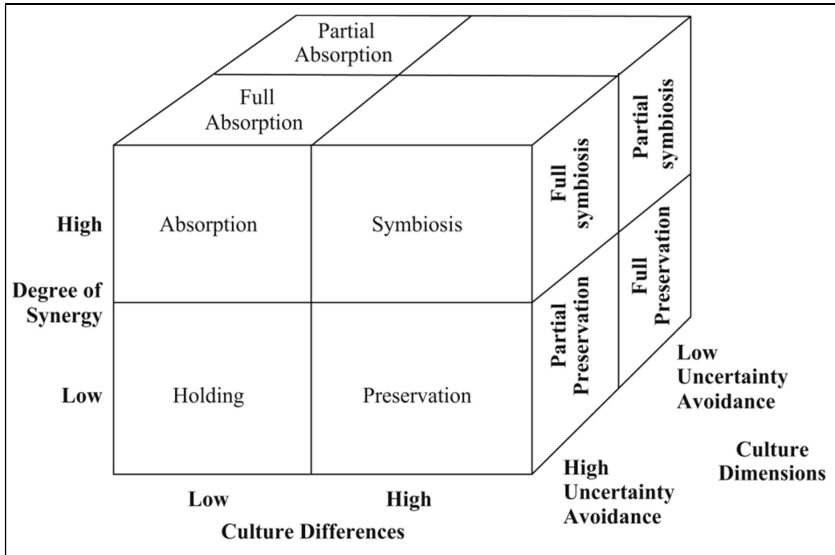 Partial
Absorption
Full
Absorption
Full
symbiosis
Partial
symbiosis
High
Absorption
Symbiosis
Degree of
Synergy
Partial
Preservation
Full
Preservation
Low
Holding
Preservation
Low
Uncertainty
Avoidance
High
Uncertainty
Avoidance
Culture
Dimensions
Low
High
Culture Differences